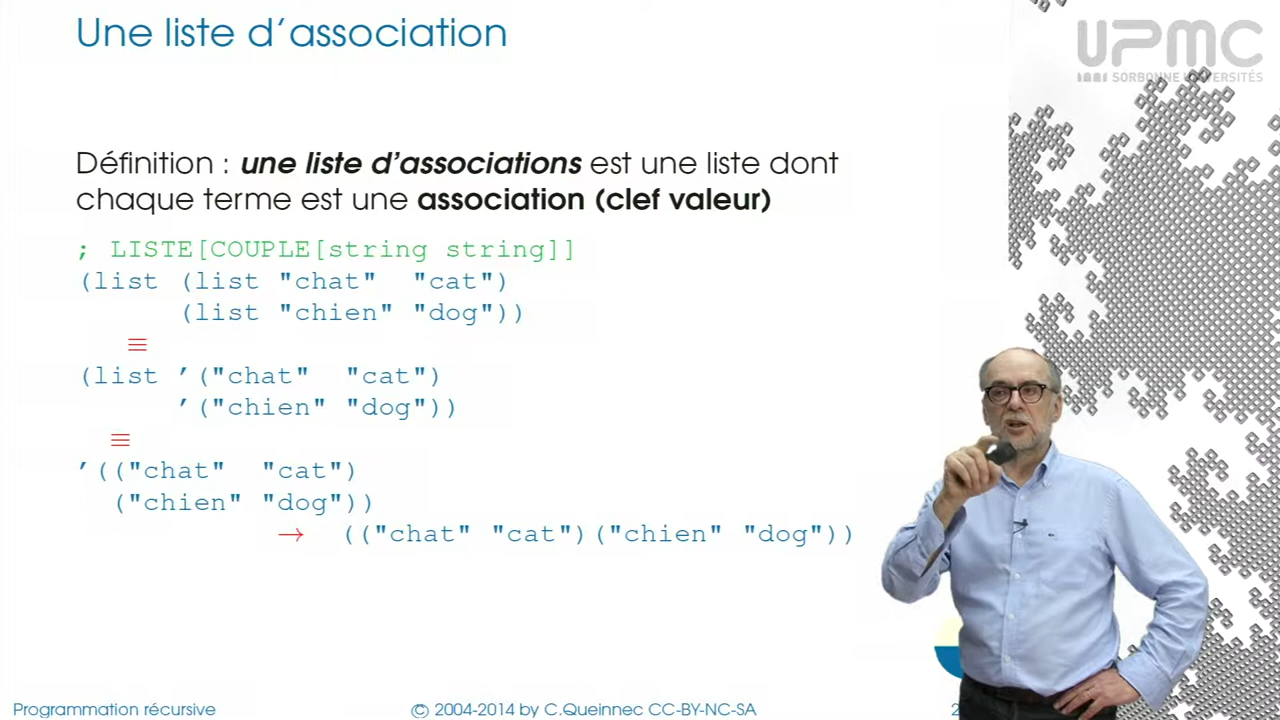 Une liste d'association
UPMC
SORBONNE UNIVERSITÉS
Définition : une liste d'associations est une liste dont
chaque terme est une association (clef valeur)
; LISTE[COUPLE[string string]]
(list (list "chat"  "cat")
      (list "chien" "dog"))
≡
(list ’("chat"  "cat")
      ’("chien" "dog"))
≡
’(("chat"  "cat")
  ("chien" "dog"))
→ (("chat" "cat")("chien" "dog"))
Programmation récursive
© 2004-2014 by C.Queinnec CC-BY-NC-SA